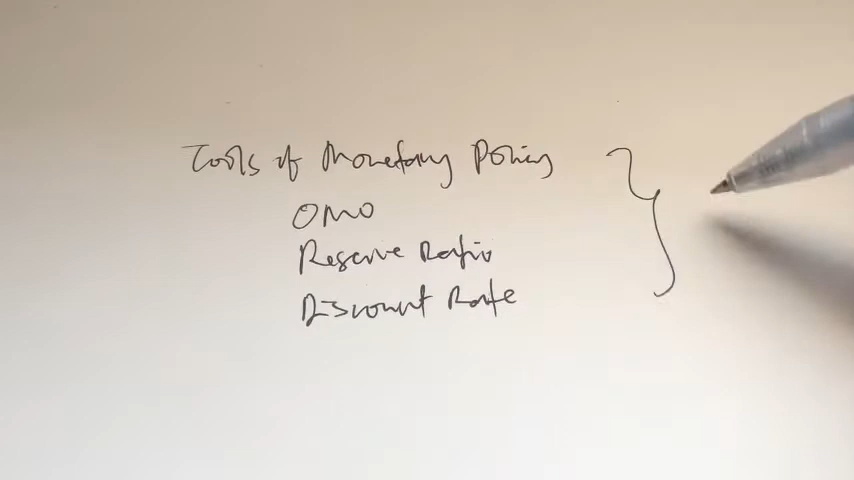 Tools of Monetary Policy
OMO
Reserve Ratio
Discount Rate